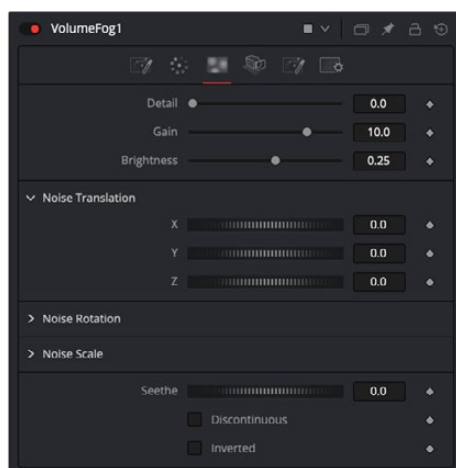 VolumeFog1
Detail 0.0
Gain 10.0
Brightness 0.25
Noise Translation
X 0.0
Y 0.0
Z 0.0
Noise Rotation
Noise Scale
Seethe 0.0
Discontinuous
Inverted